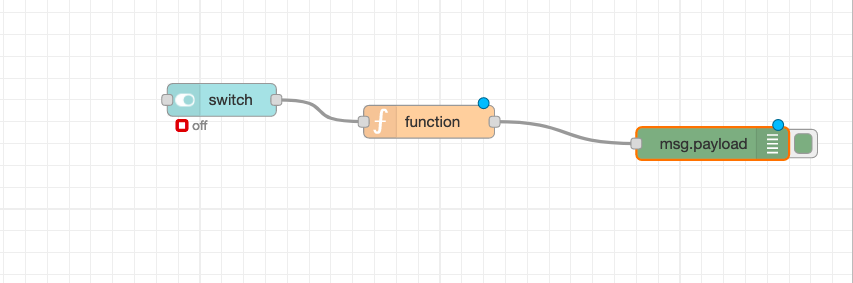 switch
off
function
msg.payload